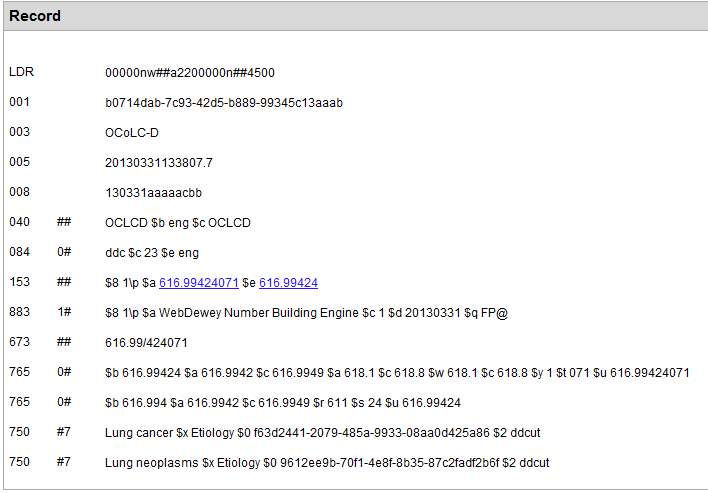 Record
LDR 00000nw##a2200000n##4500
001 b0714dab-7c93-42d5-b889-99345c13aaab
003 OCoLC-D
005 20130331133807.7
008 130331aaaaacbb
040 ## OCLCD $b eng $c OCLCD
084 0# ddc $c 23 $e eng
153 ## $8 1\p $a 616.99424071 $e 616.99424
883 1# $8 1\p $a WebDewey Number Building Engine $c 1 $d 20130331 $q FP@
673 ## 616.99/424071
765 0# $b 616.99424 $a 616.9942 $c 616.9949 $a 618.1 $c 618.8 $w 618.1 $c 618.8 $y 1 $t 071 $u 616.99424071
765 0# $b 616.994 $a 616.9942 $c 616.9949 $r 611 $s 24 $u 616.99424
750 #7 Lung cancer $x Etiology $0 f63d2441-2079-485a-9933-08aa0d425a86 $2 ddcut
750 #7 Lung neoplasms $x Etiology $0 9612ee9b-70f1-4e8f-8b35-87c2fadf2b6f $2 ddcut